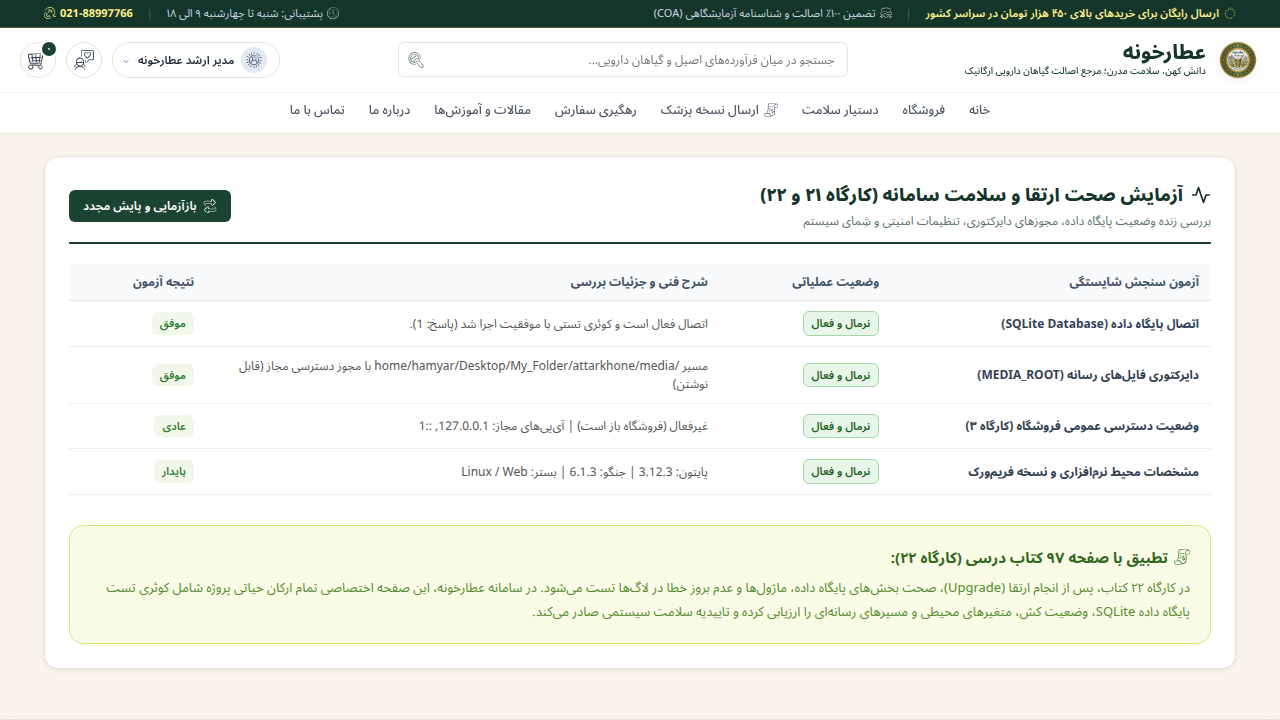 ارسال رایگان برای خریدهای بالای ۴۵۰ هزار تومان در سراسر کشور | تضمین ۱۰۰٪ اصالت و شناسنامه آزمایشگاهی (COA)
پشتیبانی: شنبه تا چهارشنبه ۹ الی ۱۸ | 021-88997766
عطارخونه
دانش کهن، سلامت مدرن؛ مرجع اصالت گیاهان دارویی ارگانیک
جستجو در میان فرآورده‌های اصیل و گیاهان دارویی...
مدیر ارشد عطارخونه
۰
خانه فروشگاه دستیار سلامت ارسال نسخه پزشک رهگیری سفارش مقالات و آموزش‌ها درباره ما تماس با ما
آزمایش صحت ارتقا و سلامت سامانه (کارگاه ۲۱ و ۲۲)
بررسی زنده وضعیت پایگاه داده، مجوزهای دایرکتوری، تنظیمات امنیتی و شِمای سیستم
بازآزمایی و پایش مجدد
آزمون سنجش شایستگی وضعیت عملیاتی شرح فنی و جزئیات بررسی نتیجه آزمون
اتصال پایگاه داده (SQLite Database) نرمال و فعال اتصال فعال است و کوئری تستی با موفقیت اجرا شد (پاسخ: 1). موفق
دایرکتوری فایل‌های رسانه (MEDIA_ROOT) نرمال و فعال مسیر /home/hamyar/Desktop/My_Folder/attarkhone/media با مجوز دسترسی مجاز (قابل
نوشتن) موفق
وضعیت دسترسی عمومی فروشگاه (کارگاه ۳) نرمال و فعال غیرفعال (فروشگاه باز است) | آی‌پی‌های مجاز: 127.0.0.1, ::1 عادی
مشخصات محیط نرم‌افزاری و نسخه فریم‌ورک نرمال و فعال پایتون: 3.12.3 | جنگو: 6.1.3 | بستر: Linux / Web پایدار
تطبیق با صفحه ۹۷ کتاب درسی (کارگاه ۲۲):
در کارگاه ۲۲ کتاب، پس از انجام ارتقا (Upgrade)، صحت بخش‌های پایگاه داده، ماژول‌ها و عدم بروز خطا در لاگ‌ها تست می‌شود. در سامانه عطارخونه، این صفحه اختصاصی تمام ارکان حیاتی پروژه شامل کوئری تست
پایگاه داده SQLite، وضعیت کش، متغیرهای محیطی و مسیرهای رسانه‌ای را ارزیابی کرده و تاییدیه سلامت سیستمی صادر می‌کند.